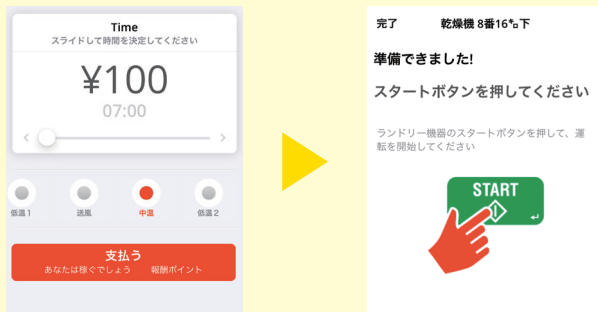 Time
スライドして時間を決定してください
¥100
07:00
低温1
送風
中温
低温2
支払う
あなたは稼ぐでしょう 報酬ポイント
完了
乾燥機 8番16㌔下
準備できました!
スタートボタンを押してください
ランドリー機器のスタートボタンを押して、運
転を開始してください
START